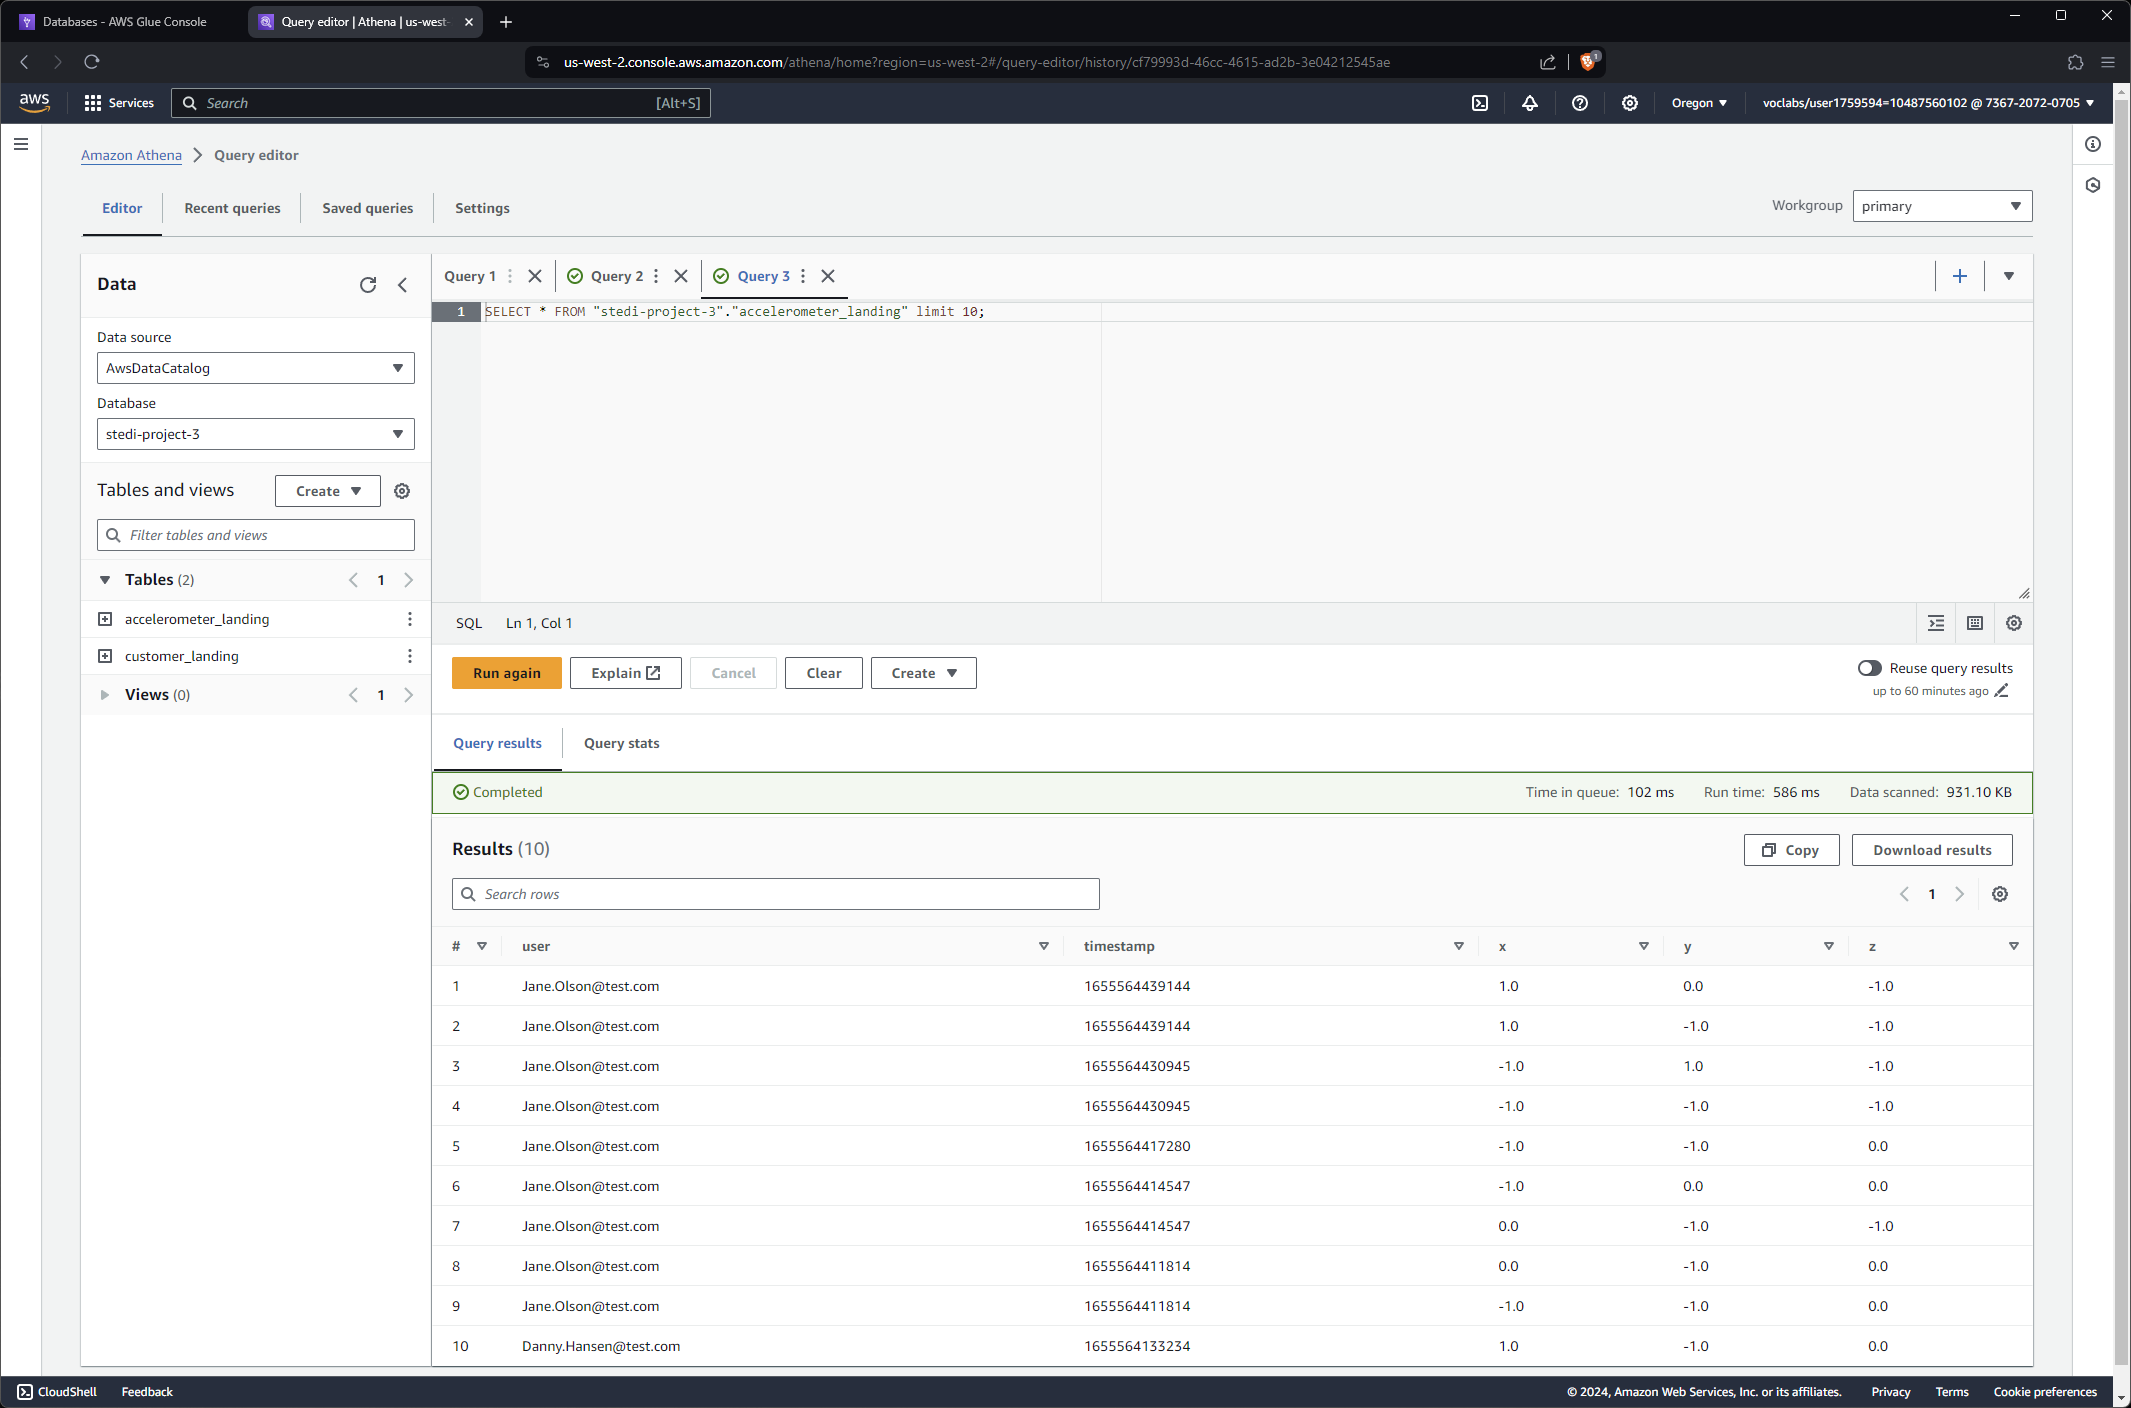 Databases - AWS Glue Console
Query editor | Athena | us-west-
us-west-2.console.aws.amazon.com/athena/home?region=us-west-2#/query-editor/history/cf79993d-46cc-4615-ad2b-3e04212545ae
1
aws
Services
Search
[Alt+S]
Oregon
voclabs/user1759594=10487560102 @ 7367-2072-0705
Amazon Athena
Query editor
Editor
Recent queries
Saved queries
Settings
Workgroup
primary
Data
Data source
AwsDataCatalog
Database
stedi-project-3
Tables and views
Create
Filter tables and views
Tables (2)
1
accelerometer_landing
customer_landing
Views (0)
1
Query 1
Query 2
Query 3
1 SELECT * FROM "stedi-project-3"."accelerometer_landing" limit 10;
SQL
Ln 1, Col 1
Run again
Explain
Cancel
Clear
Create
Reuse query results
up to 60 minutes ago
Query results
Query stats
Completed
Time in queue: 102 ms
Run time: 586 ms
Data scanned: 931.10 KB
Results (10)
Copy
Download results
Search rows
1
# user timestamp x y z
1 Jane.Olson@test.com 1655564439144 1.0 0.0 -1.0
2 Jane.Olson@test.com 1655564439144 1.0 -1.0 -1.0
3 Jane.Olson@test.com 1655564430945 -1.0 1.0 -1.0
4 Jane.Olson@test.com 1655564430945 -1.0 -1.0 -1.0
5 Jane.Olson@test.com 1655564417280 -1.0 -1.0 0.0
6 Jane.Olson@test.com 1655564414547 -1.0 0.0 0.0
7 Jane.Olson@test.com 1655564414547 0.0 -1.0 -1.0
8 Jane.Olson@test.com 1655564411814 0.0 -1.0 0.0
9 Jane.Olson@test.com 1655564411814 -1.0 -1.0 0.0
10 Danny.Hansen@test.com 1655564133234 1.0 -1.0 0.0
CloudShell
Feedback
© 2024, Amazon Web Services, Inc. or its affiliates.
Privacy
Terms
Cookie preferences